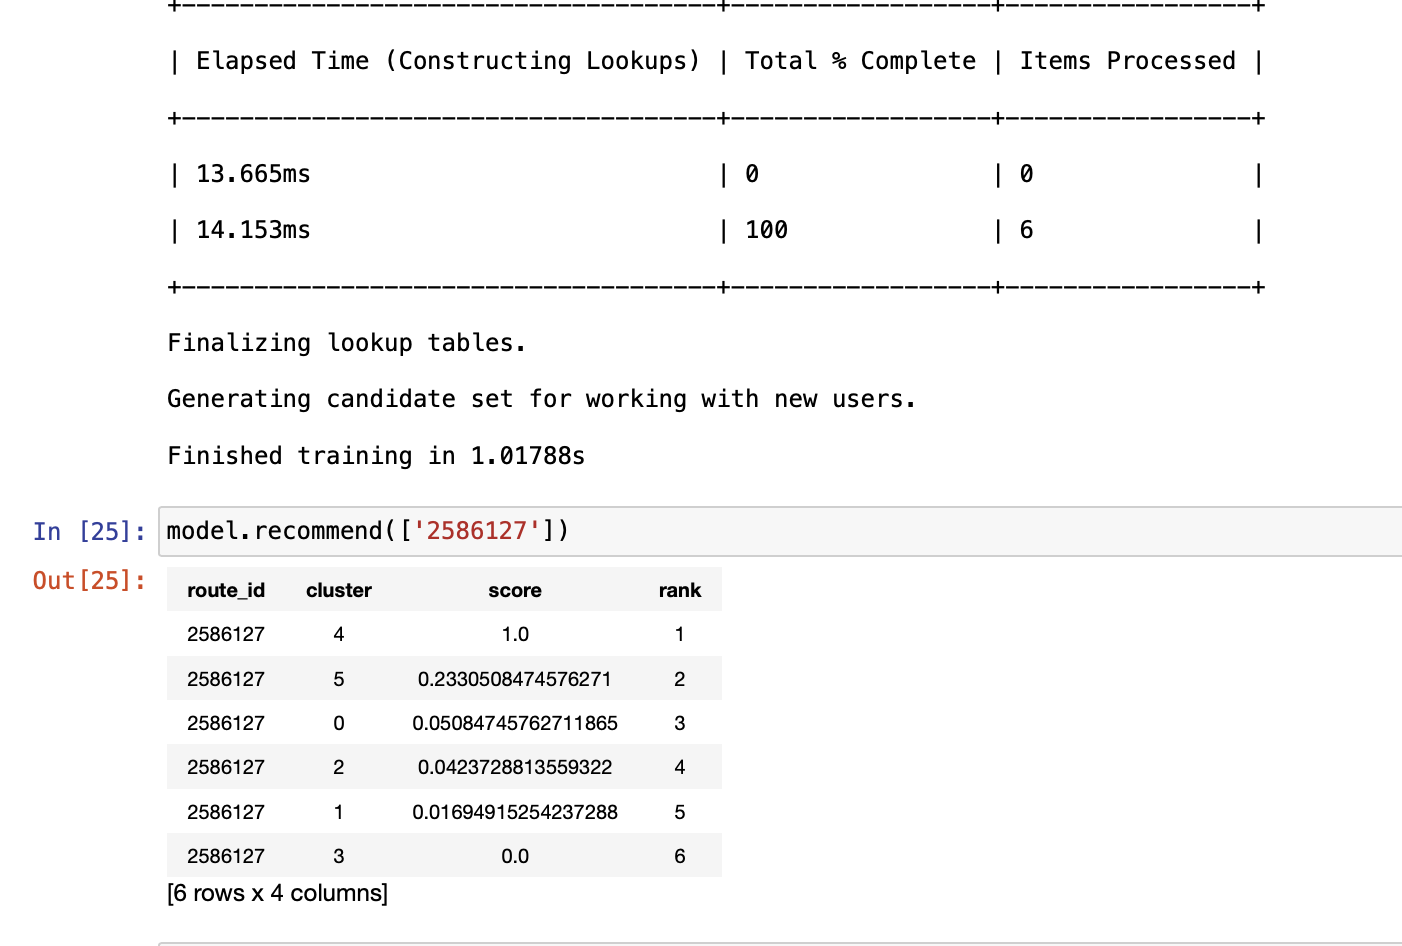 +-------------------------------------+------------------+-----------------+
| Elapsed Time (Constructing Lookups) | Total % Complete | Items Processed |
+-------------------------------------+------------------+-----------------+
| 13.665ms                            | 0                | 0               |
| 14.153ms                            | 100              | 6               |
+-------------------------------------+------------------+-----------------+
Finalizing lookup tables.
Generating candidate set for working with new users.
Finished training in 1.01788s
In [25]: model.recommend(['2586127'])
Out[25]:
route_id cluster score rank
2586127 4 1.0 1
2586127 5 0.2330508474576271 2
2586127 0 0.05084745762711865 3
2586127 2 0.0423728813559322 4
2586127 1 0.01694915254237288 5
2586127 3 0.0 6
[6 rows x 4 columns]